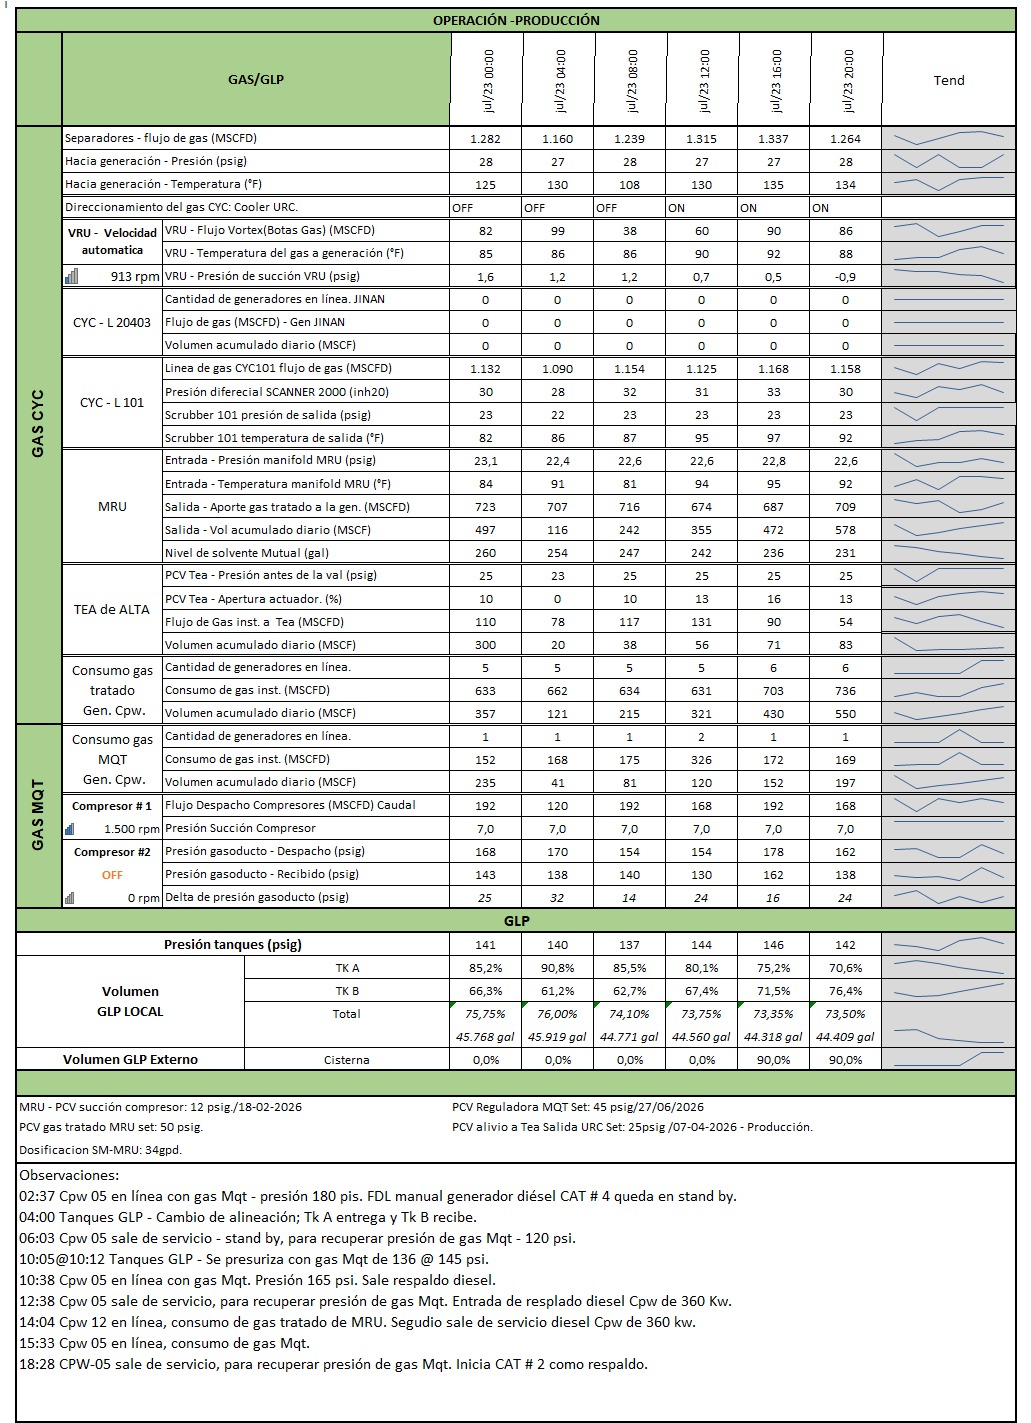 OPERACIÓN -PRODUCCIÓN
GAS/GLP jul/23 00:00 jul/23 04:00 jul/23 08:00 jul/23 12:00 jul/23 16:00 jul/23 20:00 Tend
GAS CYC
Separadores - flujo de gas (MSCFD) 1.282 1.160 1.239 1.315 1.337 1.264
Hacia generación - Presión (psig) 28 27 28 27 27 28
Hacia generación - Temperatura (°F) 125 130 108 130 135 134
Direccionamiento del gas CYC: Cooler URC. OFF OFF OFF ON ON ON
VRU - Velocidad automatica
VRU - Flujo Vortex(Botas Gas) (MSCFD) 82 99 38 60 90 86
VRU - Temperatura del gas a generación (°F) 85 86 86 90 92 88
913 rpm VRU - Presión de succión VRU (psig) 1,6 1,2 1,2 0,7 0,5 -0,9
CYC - L 20403
Cantidad de generadores en línea. JINAN 0 0 0 0 0 0
Flujo de gas (MSCFD) - Gen JINAN 0 0 0 0 0 0
Volumen acumulado diario (MSCF) 0 0 0 0 0 0
CYC - L 101
Linea de gas CYC101 flujo de gas (MSCFD) 1.132 1.090 1.154 1.125 1.168 1.158
Presión diferecial SCANNER 2000 (inh20) 30 28 32 31 33 30
Scrubber 101 presión de salida (psig) 23 22 23 23 23 23
Scrubber 101 temperatura de salida (°F) 82 86 87 95 97 92
MRU
Entrada - Presión manifold MRU (psig) 23,1 22,4 22,6 22,6 22,8 22,6
Entrada - Temperatura manifold MRU (°F) 84 91 81 94 95 92
Salida - Aporte gas tratado a la gen. (MSCFD) 723 707 716 674 687 709
Salida - Vol acumulado diario (MSCF) 497 116 242 355 472 578
Nivel de solvente Mutual (gal) 260 254 247 242 236 231
TEA de ALTA
PCV Tea - Presión antes de la val (psig) 25 23 25 25 25 25
PCV Tea - Apertura actuador. (%) 10 0 10 13 16 13
Flujo de Gas inst. a Tea (MSCFD) 110 78 117 131 90 54
Volumen acumulado diario (MSCF) 300 20 38 56 71 83
Consumo gas tratado Gen. Cpw.
Cantidad de generadores en línea. 5 5 5 5 6 6
Consumo de gas inst. (MSCFD) 633 662 634 631 703 736
Volumen acumulado diario (MSCF) 357 121 215 321 430 550
GAS MQT
Consumo gas MQT Gen. Cpw.
Cantidad de generadores en línea. 1 1 1 2 1 1
Consumo de gas inst. (MSCFD) 152 168 175 326 172 169
Volumen acumulado diario (MSCF) 235 41 81 120 152 197
Compresor # 1 Flujo Despacho Compresores (MSCFD) Caudal 192 120 192 168 192 168
1.500 rpm Presión Succión Compresor 7,0 7,0 7,0 7,0 7,0 7,0
Compresor #2 Presión gasoducto - Despacho (psig) 168 170 154 154 178 162
OFF Presión gasoducto - Recibido (psig) 143 138 140 130 162 138
0 rpm Delta de presión gasoducto (psig) 25 32 14 24 16 24
GLP
Presión tanques (psig) 141 140 137 144 146 142
Volumen GLP LOCAL
TK A 85,2% 90,8% 85,5% 80,1% 75,2% 70,6%
TK B 66,3% 61,2% 62,7% 67,4% 71,5% 76,4%
Total 75,75% 76,00% 74,10% 73,75% 73,35% 73,50%
45.768 gal 45.919 gal 44.771 gal 44.560 gal 44.318 gal 44.409 gal
Volumen GLP Externo Cisterna 0,0% 0,0% 0,0% 0,0% 90,0% 90,0%
MRU - PCV succión compresor: 12 psig./18-02-2026 PCV Reguladora MQT Set: 45 psig/27/06/2026
PCV gas tratado MRU set: 50 psig. PCV alivio a Tea Salida URC Set: 25psig /07-04-2026 - Producción.
Dosificacion SM-MRU: 34gpd.
Observaciones:
02:37 Cpw 05 en línea con gas Mqt - presión 180 pis. FDL manual generador diésel CAT # 4 queda en stand by.
04:00 Tanques GLP - Cambio de alineación; Tk A entrega y Tk B recibe.
06:03 Cpw 05 sale de servicio - stand by, para recuperar presión de gas Mqt - 120 psi.
10:05@10:12 Tanques GLP - Se presuriza con gas Mqt de 136 @ 145 psi.
10:38 Cpw 05 en línea con gas Mqt. Presión 165 psi. Sale respaldo diesel.
12:38 Cpw 05 sale de servicio, para recuperar presión de gas Mqt. Entrada de resplado diesel Cpw de 360 Kw.
14:04 Cpw 12 en línea, consumo de gas tratado de MRU. Segudio sale de servicio diesel Cpw de 360 kw.
15:33 Cpw 05 en línea, consumo de gas Mqt.
18:28 CPW-05 sale de servicio, para recuperar presión de gas Mqt. Inicia CAT # 2 como respaldo.